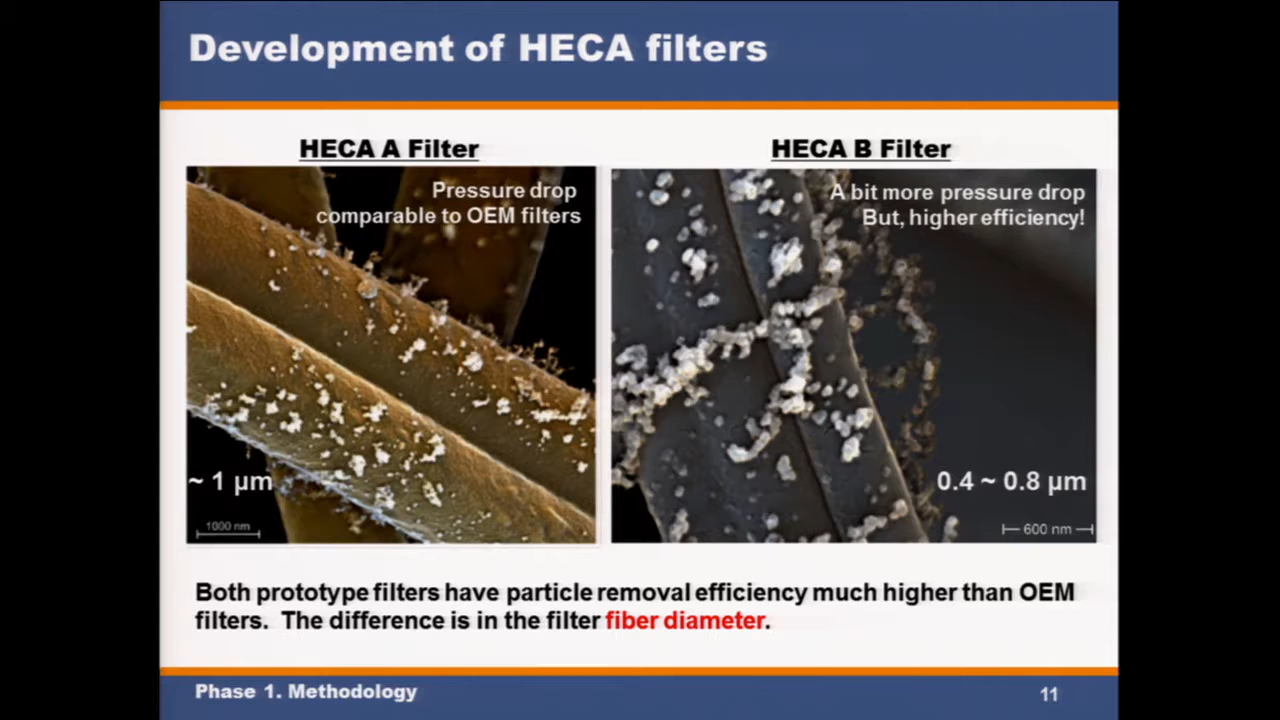 Development of HECA filters
HECA A Filter
Pressure drop
comparable to OEM filters
~ 1 µm
1000 nm
HECA B Filter
A bit more pressure drop
But, higher efficiency!
0.4 ~ 0.8 µm
600 nm
Both prototype filters have particle removal efficiency much higher than OEM
filters. The difference is in the filter fiber diameter.
Phase 1. Methodology
11